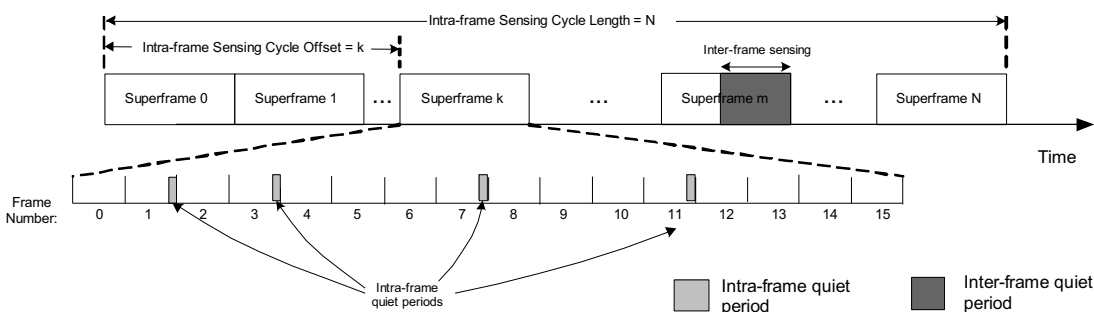 Intra-frame Sensing Cycle Length = N
Intra-frame Sensing Cycle Offset = k
Inter-frame sensing
Superframe 0
Superframe 1
...
Superframe k
...
Superframe m
...
Superframe N
Time
Frame
Number:
0 1 2 3 4 5 6 7 8 9 10 11 12 13 14 15
Intra-frame
quiet periods
Intra-frame quiet
period
Inter-frame quiet
period